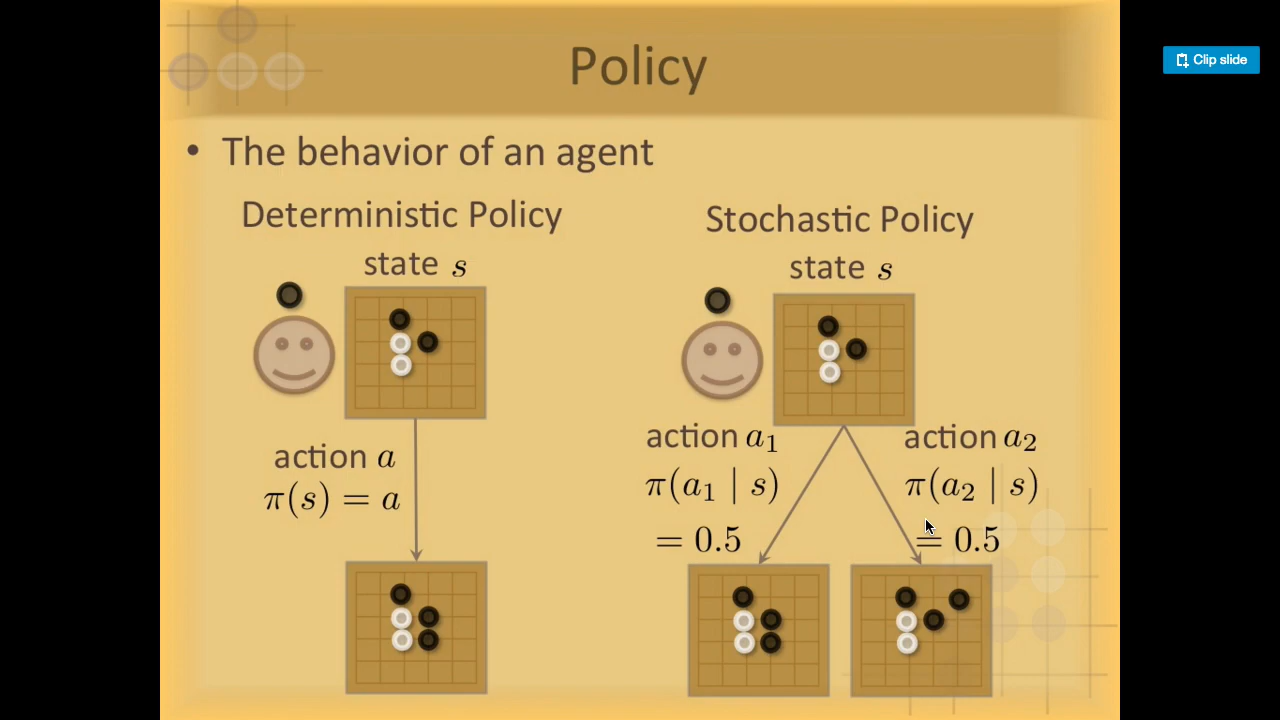 Policy
Clip slide
• The behavior of an agent
Deterministic Policy
state s
action a
π(s) = a
Stochastic Policy
state s
action a₁
π(a₁ | s)
= 0.5
action a₂
π(a₂ | s)
= 0.5